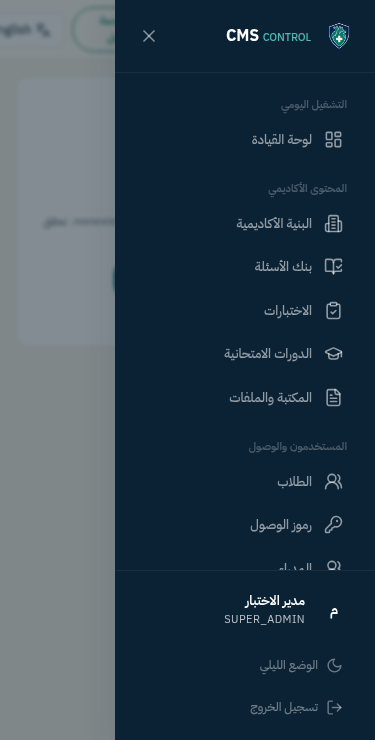 CMS CONTROL
التشغيل اليومي
لوحة القيادة
المحتوى الأكاديمي
البنية الأكاديمية
بنك الأسئلة
الاختبارات
الدورات الامتحانية
المكتبة والملفات
المستخدمون والوصول
الطلاب
رموز الوصول
م
مدير الاختبار
SUPER_ADMIN
الوضع الليلي
تسجيل الخروج